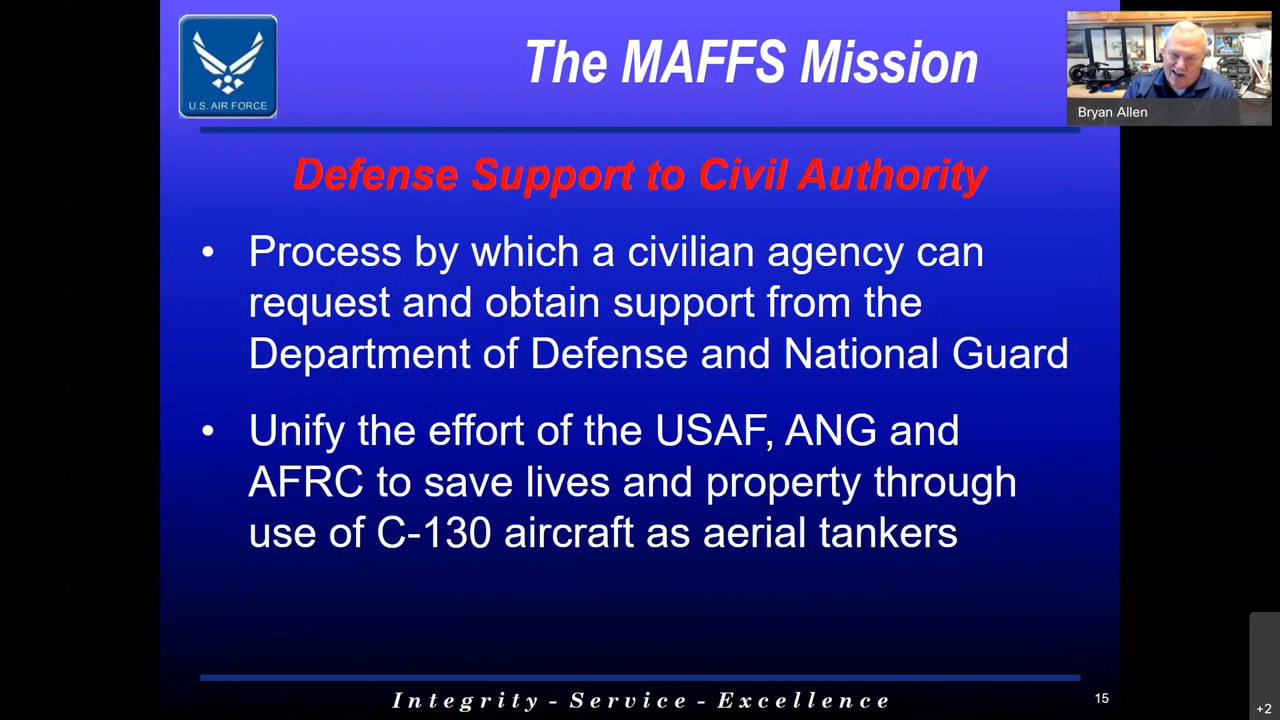 The MAFFS Mission
U.S. AIR FORCE
Bryan Allen
Defense Support to Civil Authority
• Process by which a civilian agency can
request and obtain support from the
Department of Defense and National Guard
• Unify the effort of the USAF, ANG and
AFRC to save lives and property through
use of C-130 aircraft as aerial tankers
Integrity - Service - Excellence
15
+2